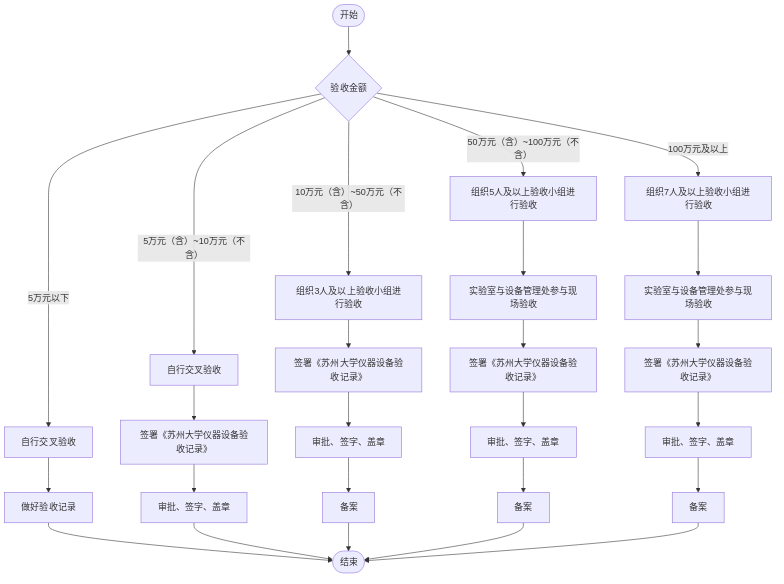 开始
验收金额
50万元（含）~100万元（不
含）
100万元及以上
10万元（含）~50万元（不
含）
组织5人及以上验收小组进
行验收
组织7人及以上验收小组进
行验收
5万元（含）~10万元（不
含）
5万元以下
组织3人及以上验收小组进
行验收
实验室与设备管理处参与现
场验收
实验室与设备管理处参与现
场验收
自行交叉验收
签署《苏州大学仪器设备验
收记录》
签署《苏州大学仪器设备验
收记录》
签署《苏州大学仪器设备验
收记录》
自行交叉验收
签署《苏州大学仪器设备验
收记录》
审批、签字、盖章
审批、签字、盖章
审批、签字、盖章
做好验收记录
审批、签字、盖章
备案
备案
备案
结束